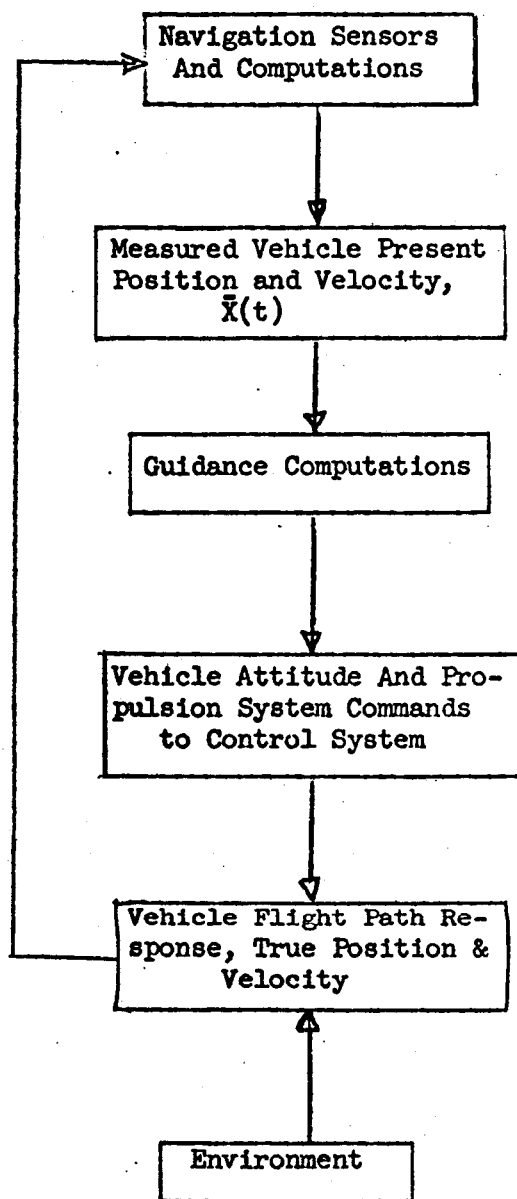 Navigation Sensors
And Computations
Measured Vehicle Present
Position and Velocity,
X̄̄(t)
Guidance Computations
Vehicle Attitude And Pro-
pulsion System Commands
to Control System
Vehicle Flight Path Re-
sponse, True Position &
Velocity
Environment